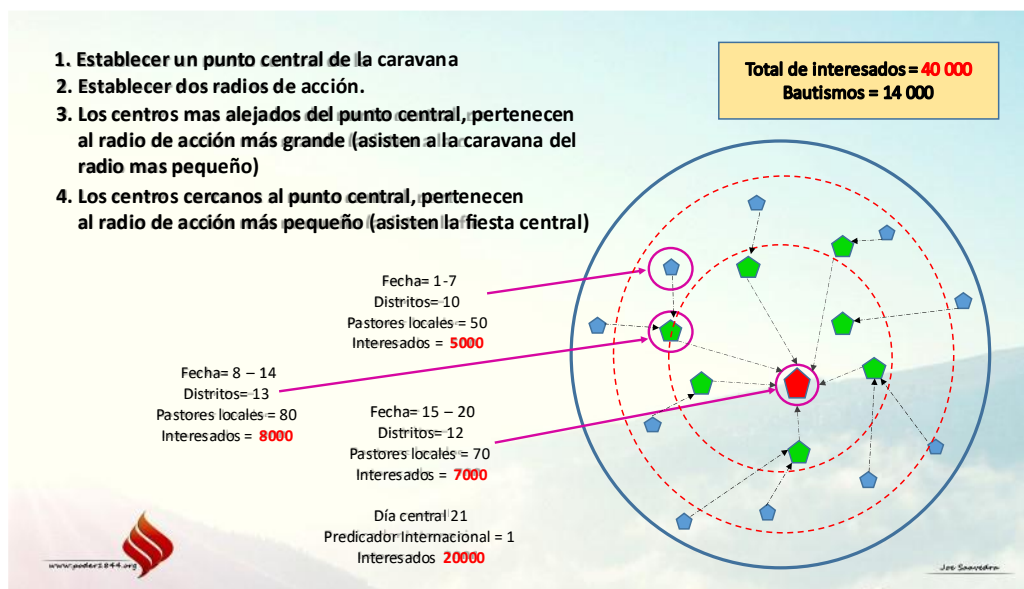 1. Establecer un punto central de la caravana
2. Establecer dos radios de acción.
3. Los centros mas alejados del punto central, pertenecen
al radio de acción más grande (asisten a la caravana del
radio mas pequeño)
4. Los centros cercanos al punto central, pertenecen
al radio de acción más pequeño (asisten la fiesta central)
Total de interesados = 40 000
Bautismos = 14 000
Fecha= 1-7
Distritos= 10
Pastores locales = 50
Interesados = 5000
Fecha= 8 – 14
Distritos= 13
Pastores locales = 80
Interesados = 8000
Fecha= 15 – 20
Distritos= 12
Pastores locales = 70
Interesados = 7000
Día central 21
Predicador internacional = 1
Interesados 20000
www.poder1844.org
Joe Saavedra